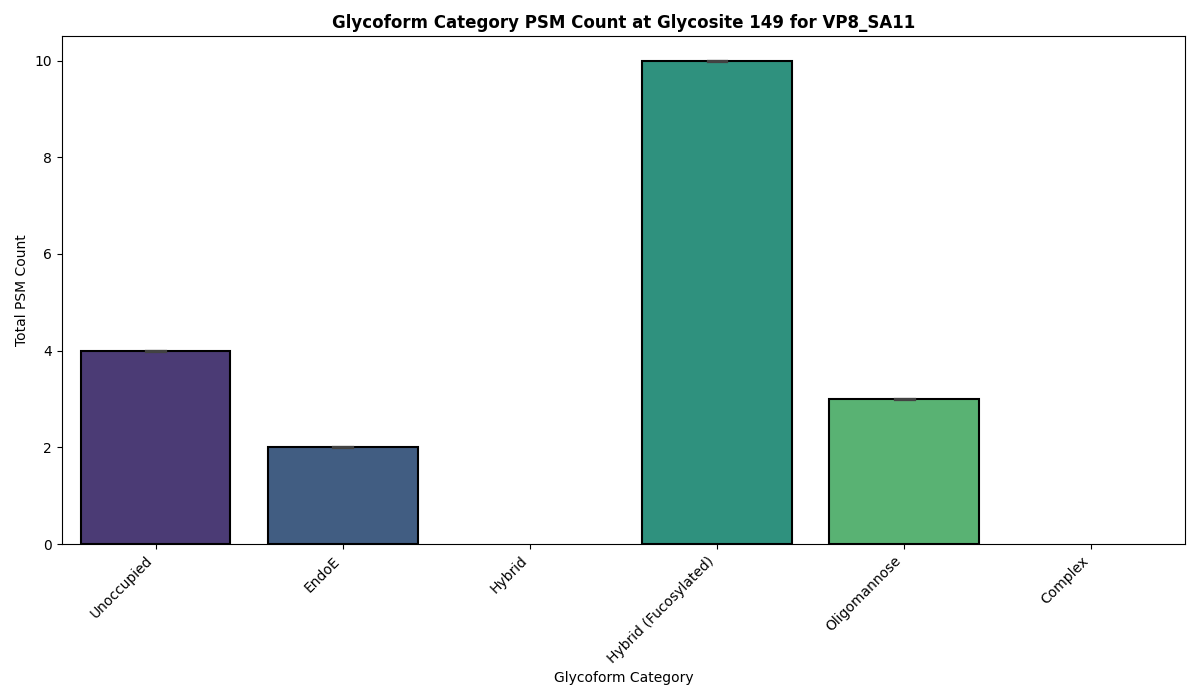 Glycoform Category PSM Count at Glycosite 149 for VP8_SA11
Total PSM Count
10
8
6
4
2
0
Unoccupied
EndoE
Hybrid
Hybrid (Fucosylated)
Oligomannose
Complex
Glycoform Category